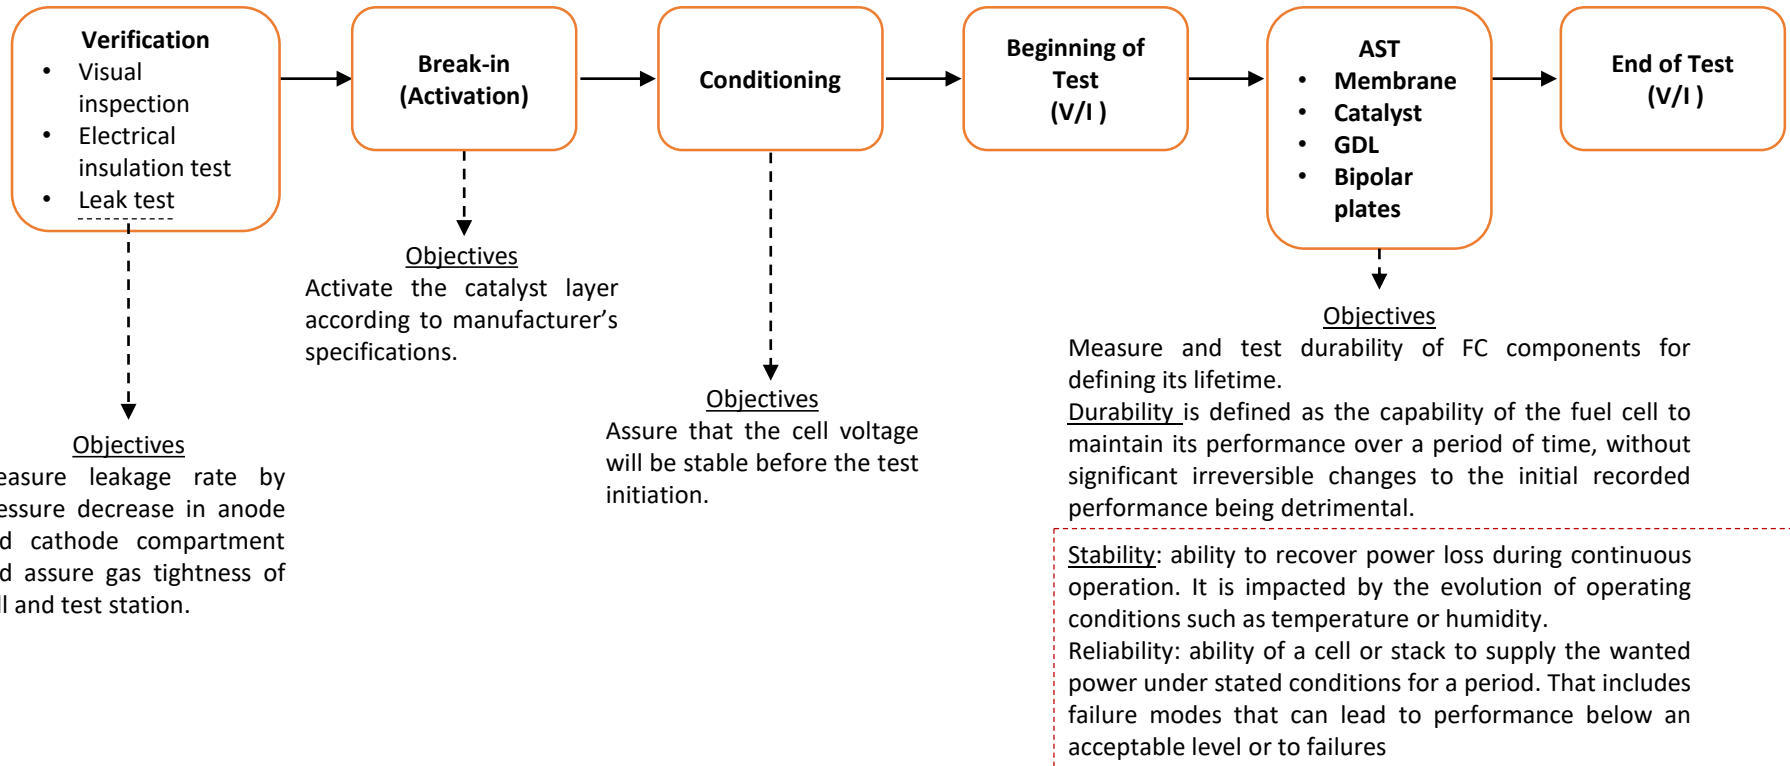 Verification
• Visual
inspection
• Electrical
insulation test
• Leak test
Break-in
(Activation)
Conditioning
Beginning of
Test
(V/I )
AST
• Membrane
• Catalyst
• GDL
• Bipolar
plates
End of Test
(V/I )
Objectives
easure leakage rate by
essure decrease in anode
d cathode compartment
d assure gas tightness of
ll and test station.
Objectives
Activate the catalyst layer
according to manufacturer’s
specifications.
Objectives
Assure that the cell voltage
will be stable before the test
initiation.
Objectives
Measure and test durability of FC components for
defining its lifetime.
Durability is defined as the capability of the fuel cell to
maintain its performance over a period of time, without
significant irreversible changes to the initial recorded
performance being detrimental.
Stability: ability to recover power loss during continuous
operation. It is impacted by the evolution of operating
conditions such as temperature or humidity.
Reliability: ability of a cell or stack to supply the wanted
power under stated conditions for a period. That includes
failure modes that can lead to performance below an
acceptable level or to failures